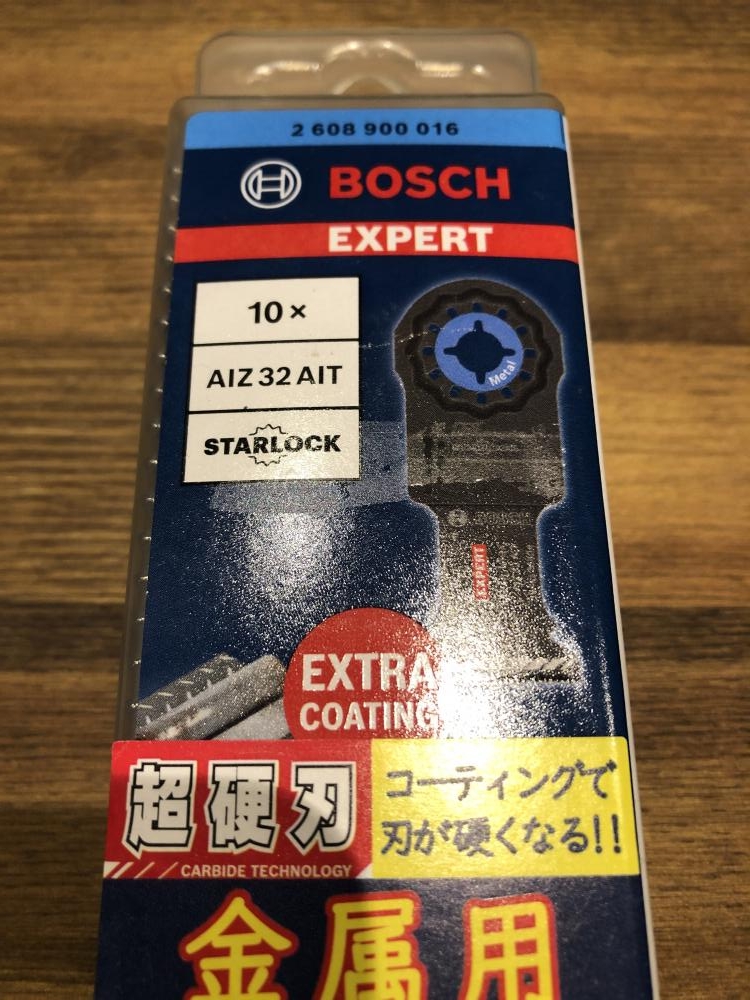 2 608 900 016
BOSCH
EXPERT
10×
AIZ 32 AIT
STARLOCK
Metal
EXPERT
EXTRA
COATING
超硬刃
CARBIDE TECHNOLOGY
コーティングで
刃が硬くなる!!
金属用